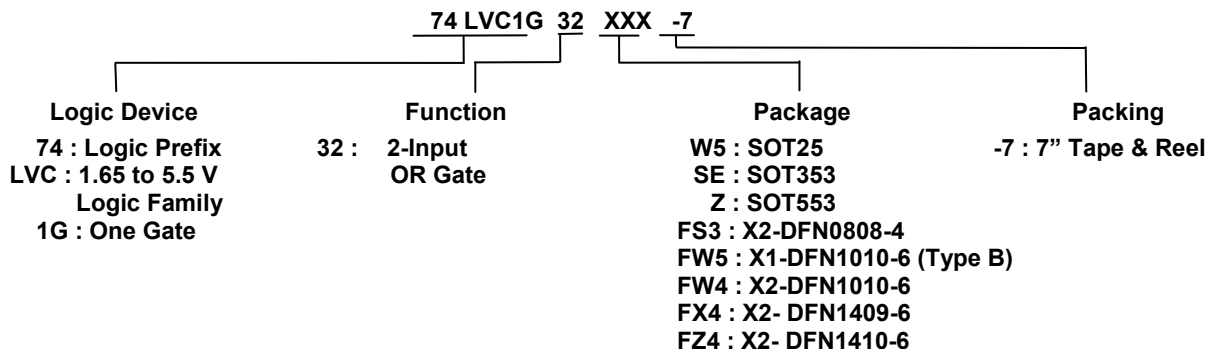 74 LVC1G 32 XXX -7
Logic Device
74 : Logic Prefix
LVC : 1.65 to 5.5 V
Logic Family
1G : One Gate
Function
32 : 2-Input
OR Gate
Package
W5 : SOT25
SE : SOT353
Z : SOT553
FS3 : X2-DFN0808-4
FW5 : X1-DFN1010-6 (Type B)
FW4 : X2-DFN1010-6
FX4 : X2- DFN1409-6
FZ4 : X2- DFN1410-6
Packing
-7 : 7” Tape & Reel